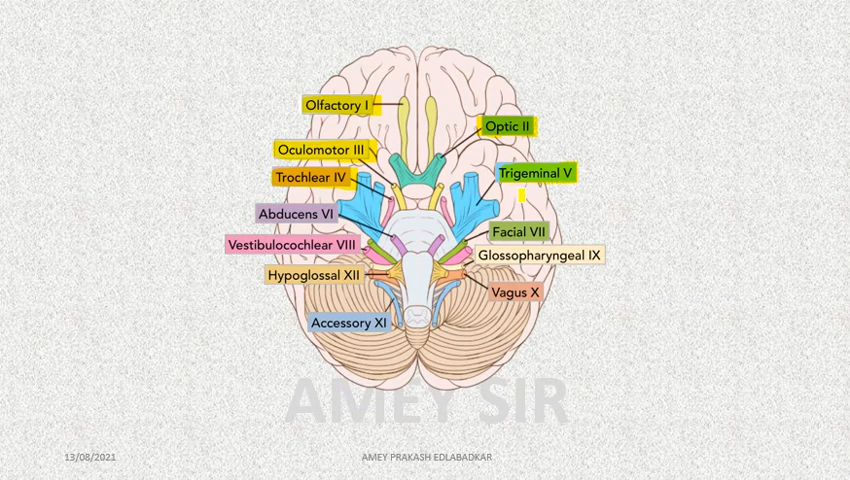 Olfactory I
Optic II
Oculomotor III
Trigeminal V
Trochlear IV
Abducens VI
Facial VII
Vestibulocochlear VIII
Glossopharyngeal IX
Hypoglossal XII
Vagus X
Accessory XI
AMEY SIR
13/08/2021
AMEY PRAKASH EDLABADKAR